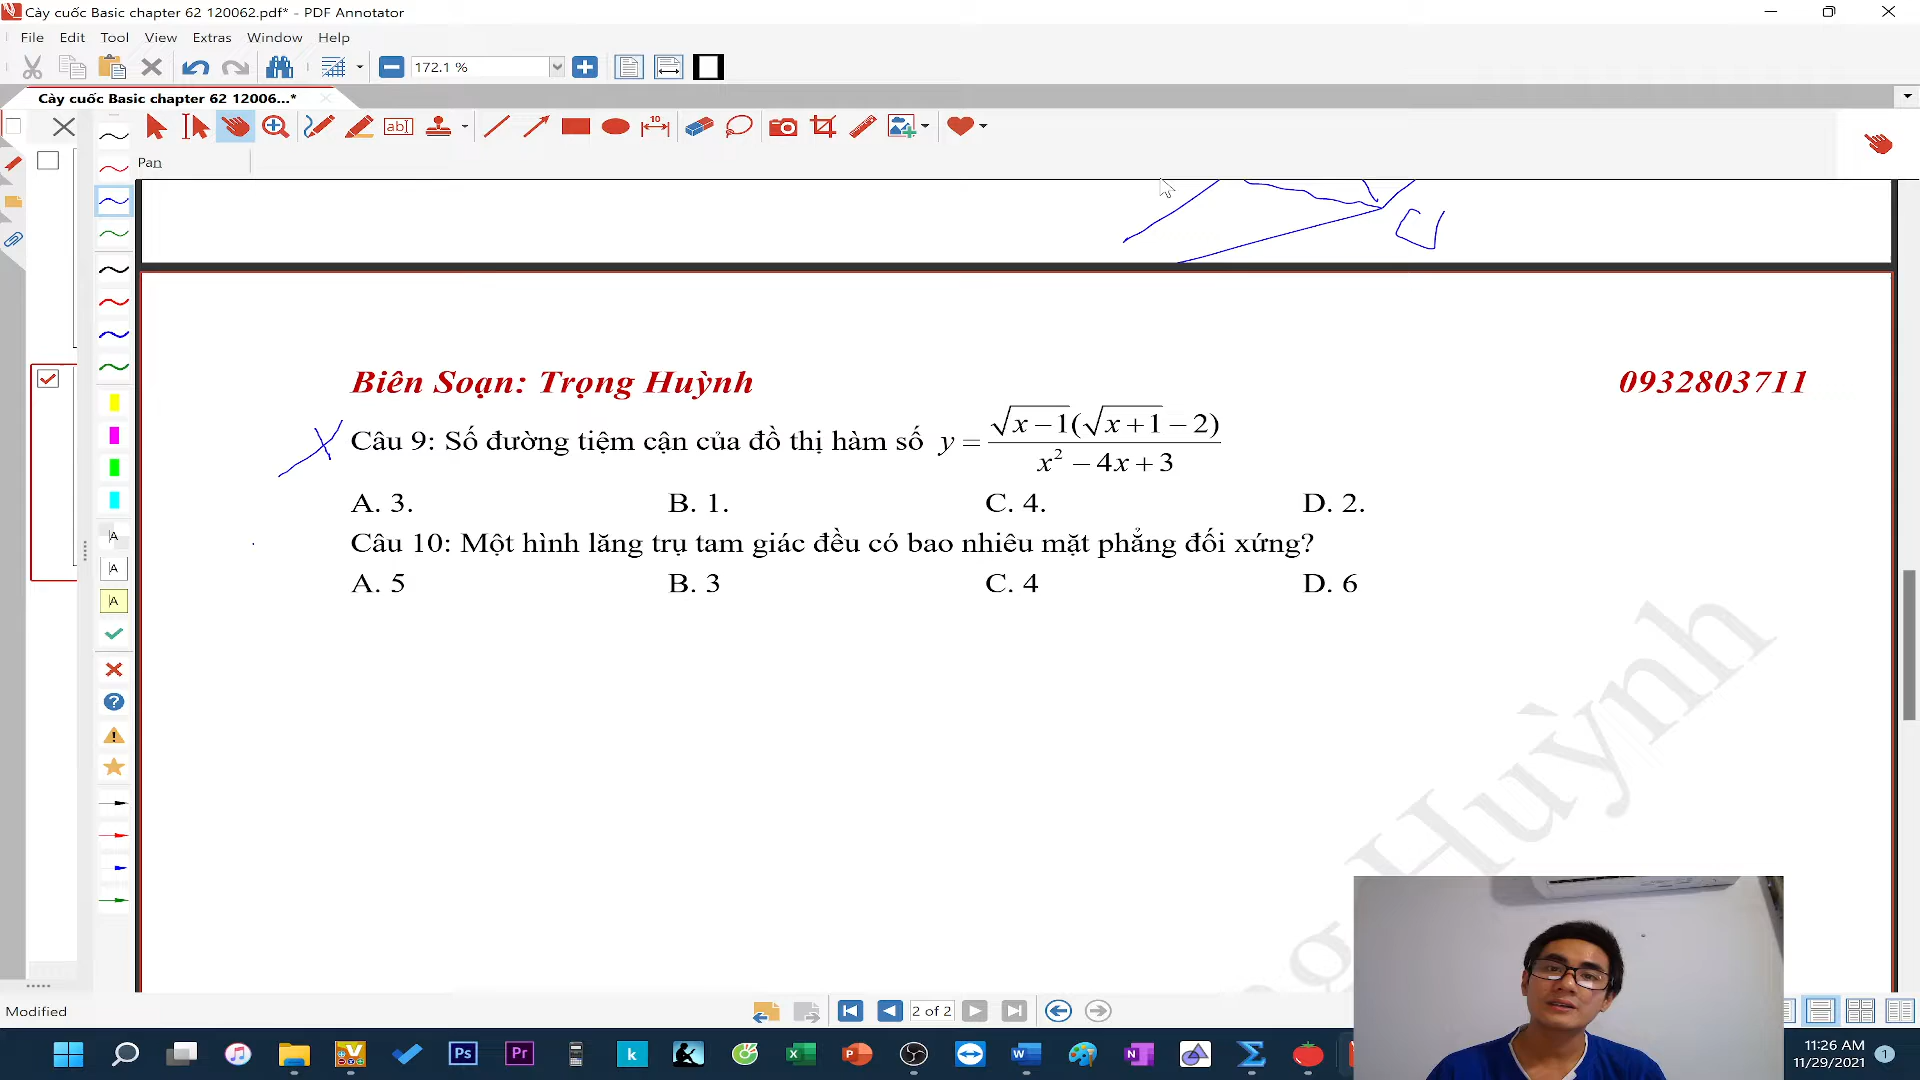 Cày cuốc Basic chapter 62 120062.pdf* - PDF Annotator
File Edit Tool View Extras Window Help
172.1 %
Cày cuốc Basic chapter 62 12006...*
Pan
Biên Soạn: Trọng Huỳnh 0932803711
Câu 9: Số đường tiệm cận của đồ thị hàm số y = √(x−1)(√(x+1)−2) / (x² − 4x + 3)
A. 3. B. 1. C. 4. D. 2.
Câu 10: Một hình lăng trụ tam giác đều có bao nhiêu mặt phẳng đối xứng?
A. 5 B. 3 C. 4 D. 6
ng Huỳnh
Modified
2 of 2
11:26 AM
11/29/2021